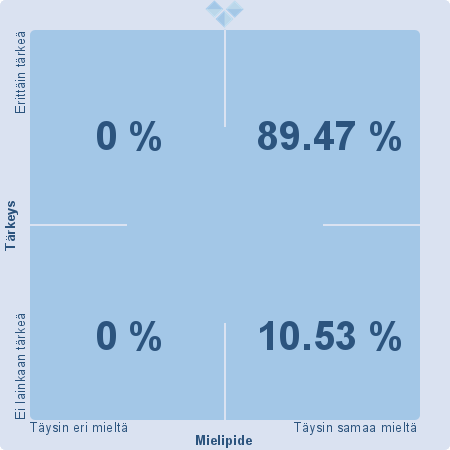 Erittäin tärkeä
0 %
89.47 %
Tärkeys
0 %
10.53 %
Ei lainkaan tärkeä
Täysin eri mieltä
Täysin samaa mieltä
Mielipide